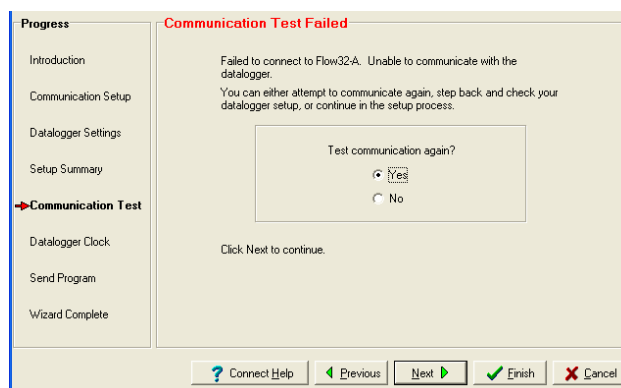 Progress
Introduction
Communication Setup
Datalogger Settings
Setup Summary
Communication Test
Datalogger Clock
Send Program
Wizard Complete
Communication Test Failed
Failed to connect to Flow32-A. Unable to communicate with the
datalogger.
You can either attempt to communicate again, step back and check your
datalogger setup, or continue in the setup process.
Test communication again?
Yes
No
Click Next to continue.
? Connect Help
Previous
Next
Finish
Cancel